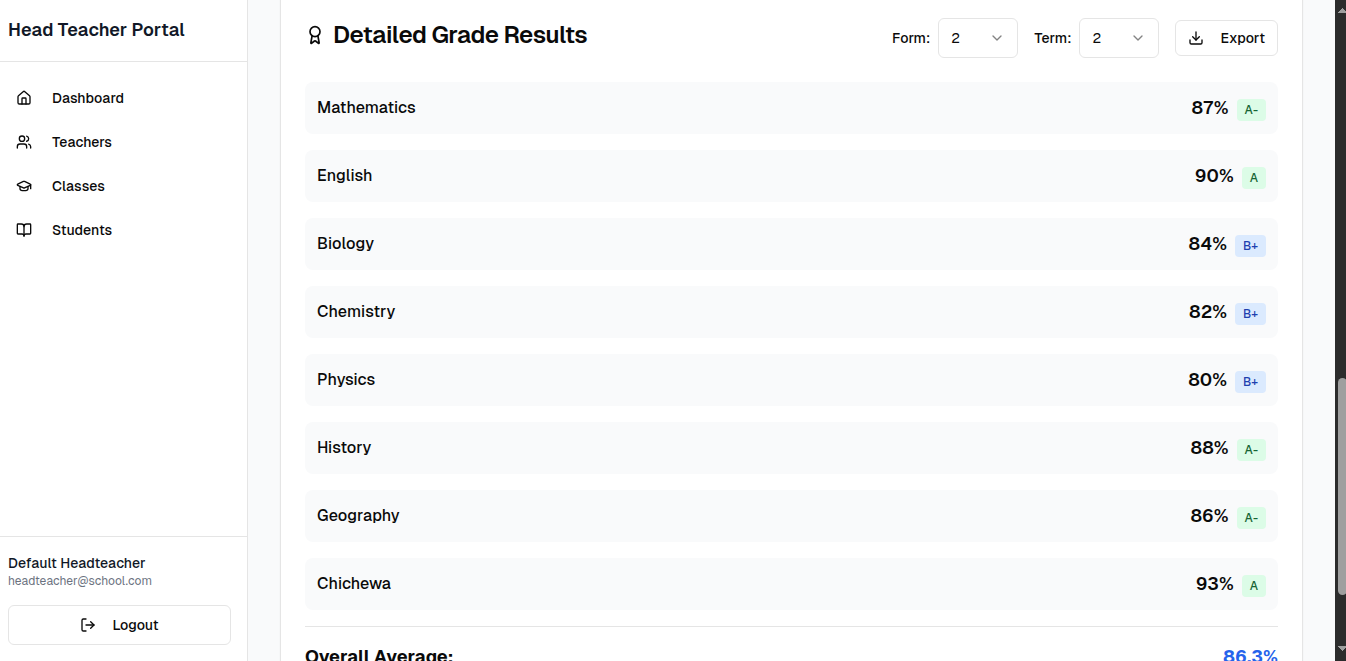 Head Teacher Portal
Dashboard
Teachers
Classes
Students
Default Headteacher
headteacher@school.com
Logout
Detailed Grade Results
Form: 2 Term: 2 Export
Mathematics 87% A-
English 90% A
Biology 84% B+
Chemistry 82% B+
Physics 80% B+
History 88% A-
Geography 86% A-
Chichewa 93% A
Overall Average: 86.3%